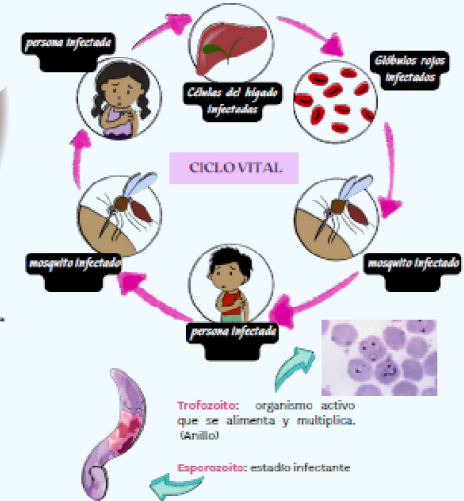 persona infectada
Células del hígado
infectadas
Glóbulos rojos
infectados
CICLO VITAL
mosquito infectado
mosquito infectado
persona infectada
Trofozoito: organismo activo
que se alimenta y multiplica.
(Anillo)
Esporozoito: estadío infectante